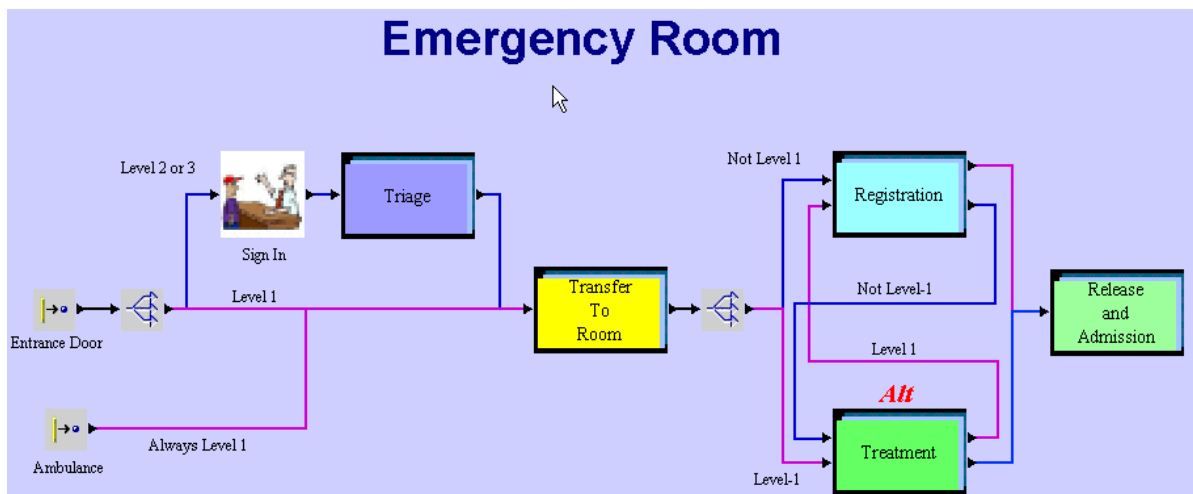 Emergency Room
Level 2 or 3
Triage
Sign In
Level 1
Entrance Door
Always Level 1
Ambulance
Transfer
To
Room
Not Level 1
Registration
Not Level-1
Level 1
Alt
Treatment
Level-1
Release
and
Admission